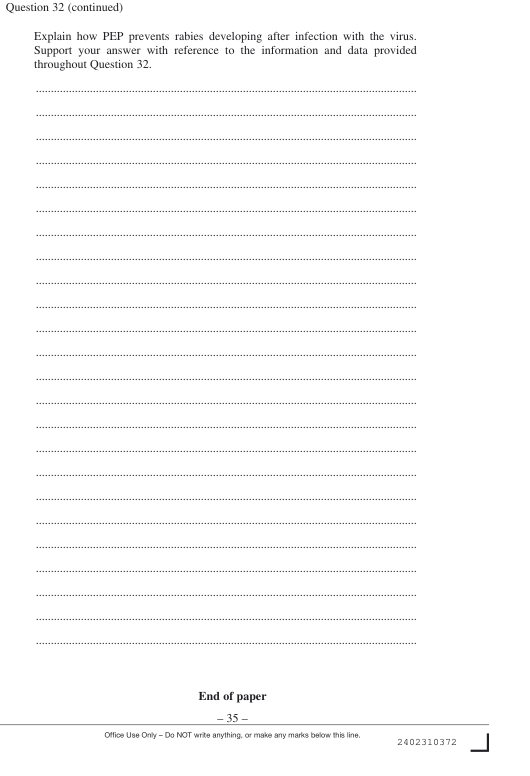 Question 32 (continued)
Explain how PEP prevents rabies developing after infection with the virus.
Support your answer with reference to the information and data provided
throughout Question 32.
End of paper
– 35 –
Office Use Only – Do NOT write anything, or make any marks below this line.
2402310372